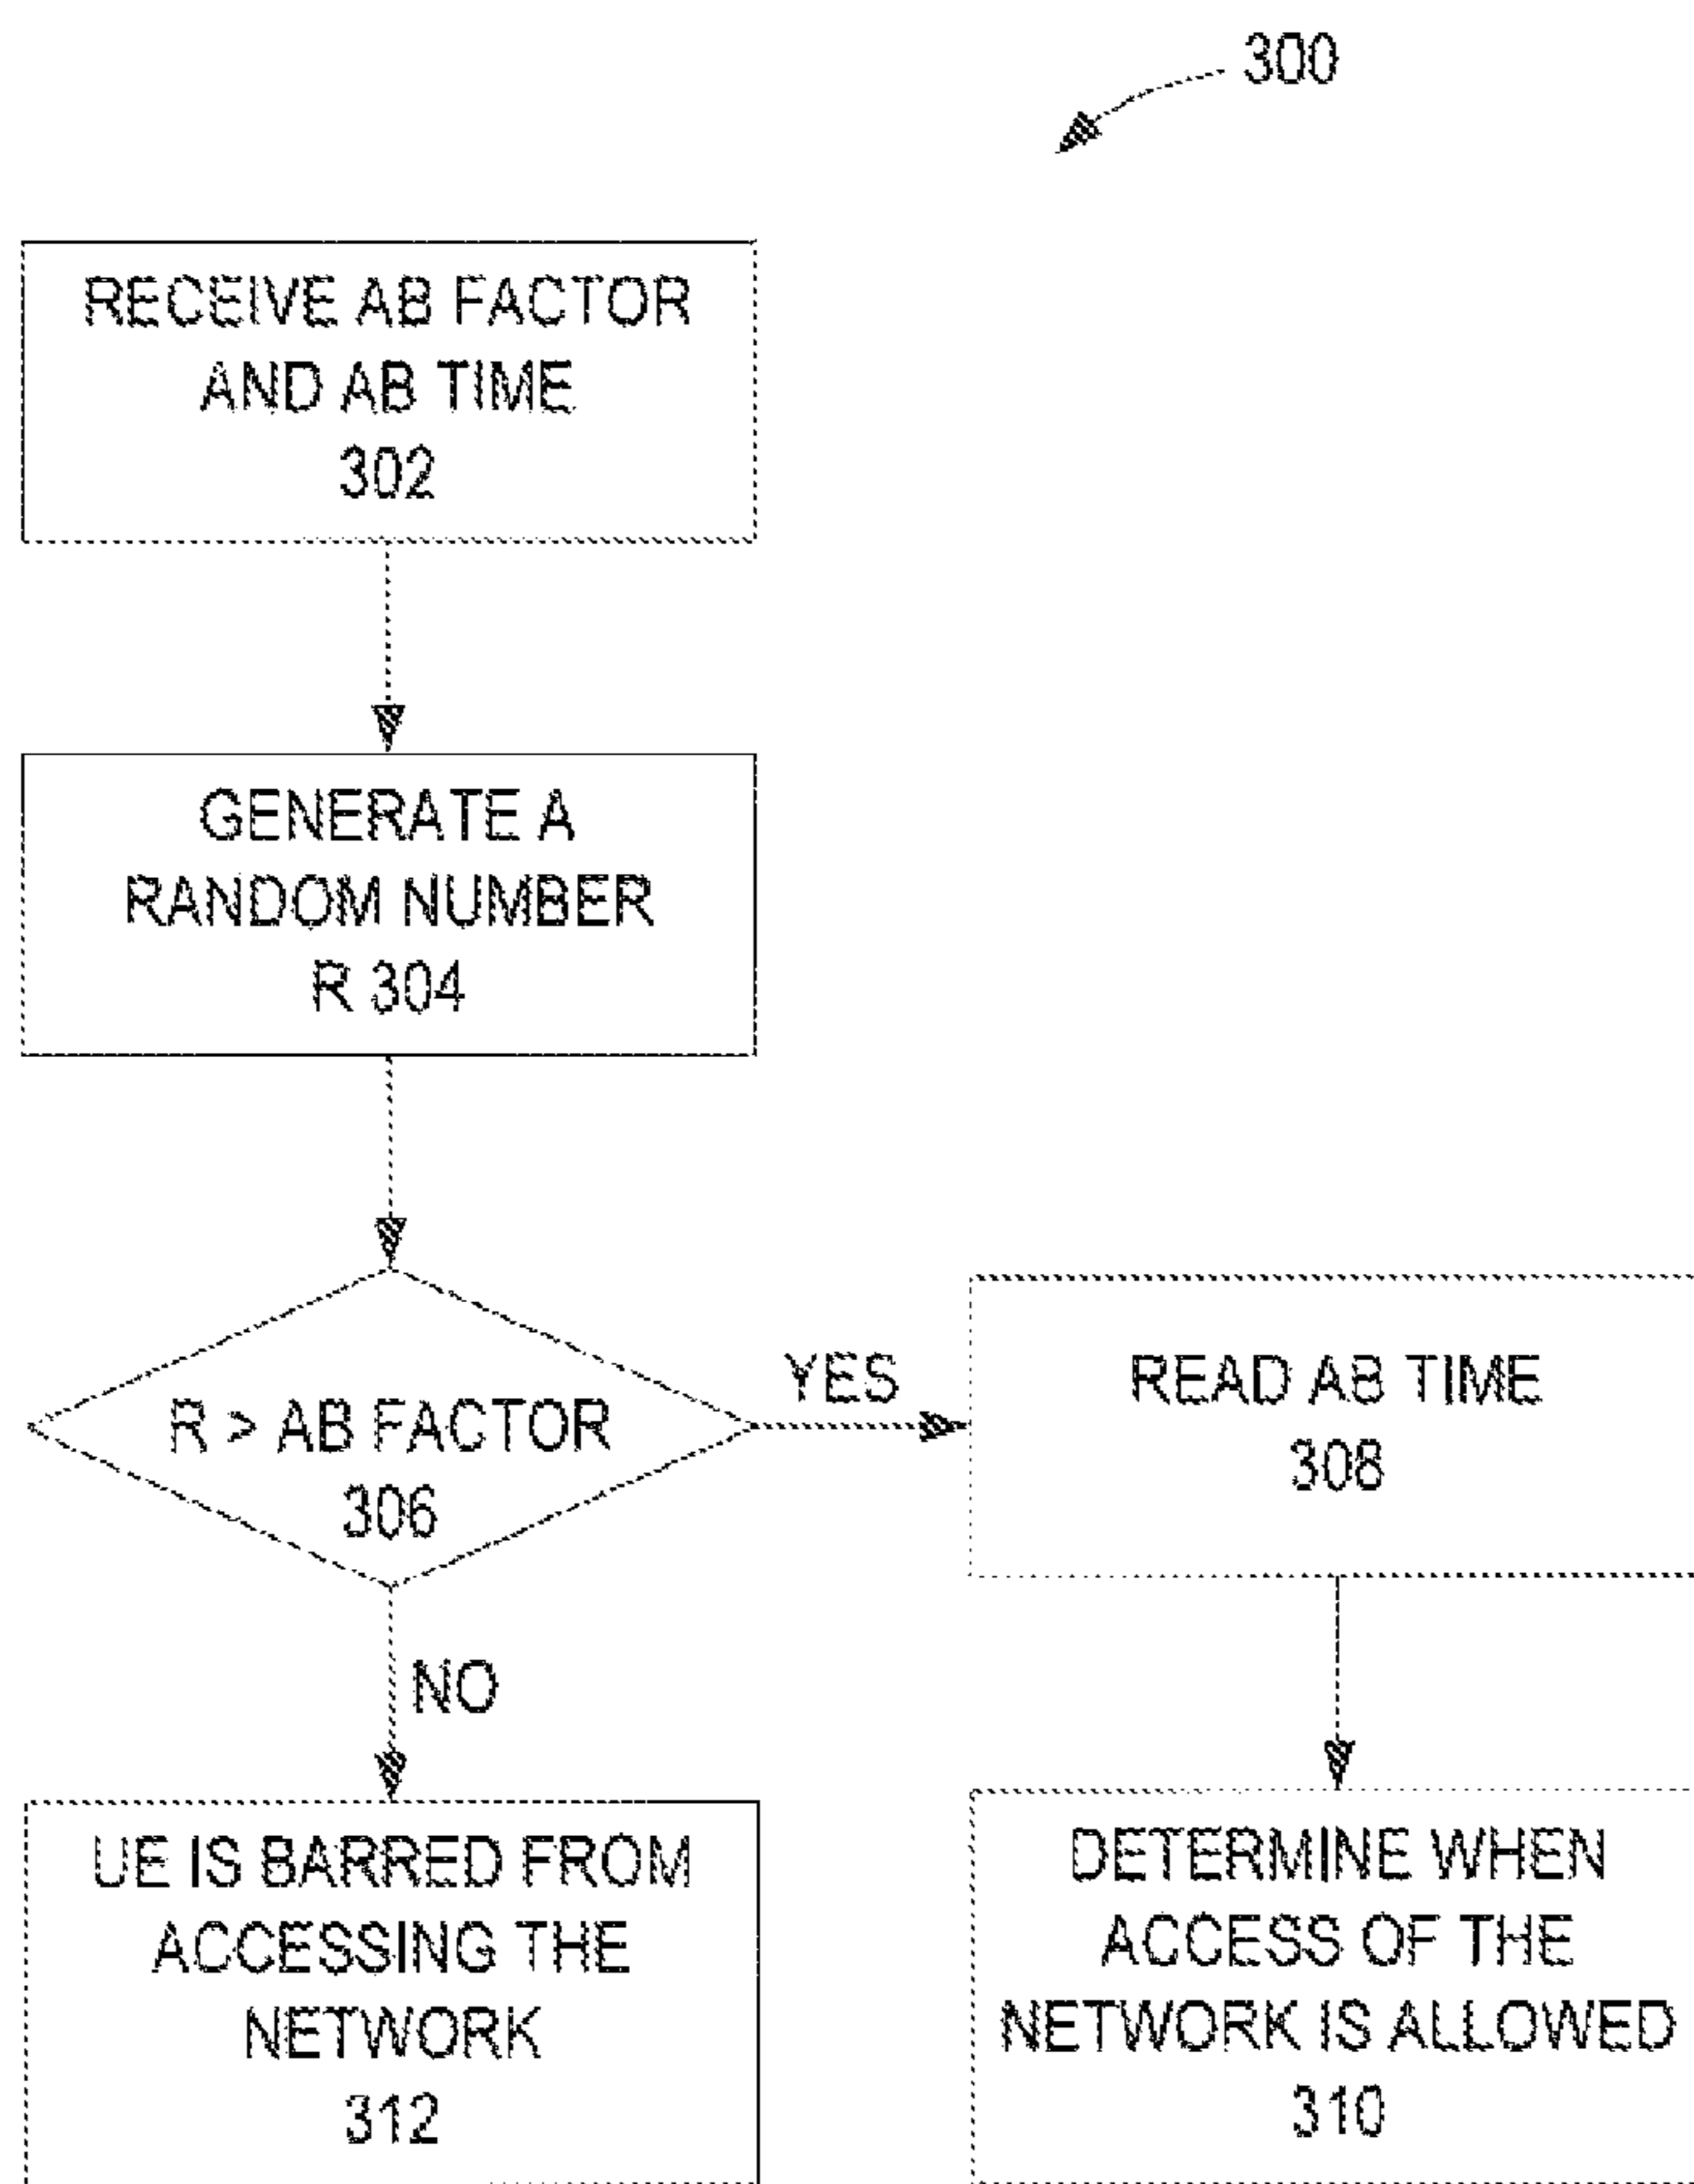 300
RECEIVE AB FACTOR
AND AB TIME
302
GENERATE A
RANDOM NUMBER
R 304
R > AB FACTOR
306
YES
READ AB TIME
308
NO
UE IS BARRED FROM
ACCESSING THE
NETWORK
312
DETERMINE WHEN
ACCESS OF THE
NETWORK IS ALLOWED
310